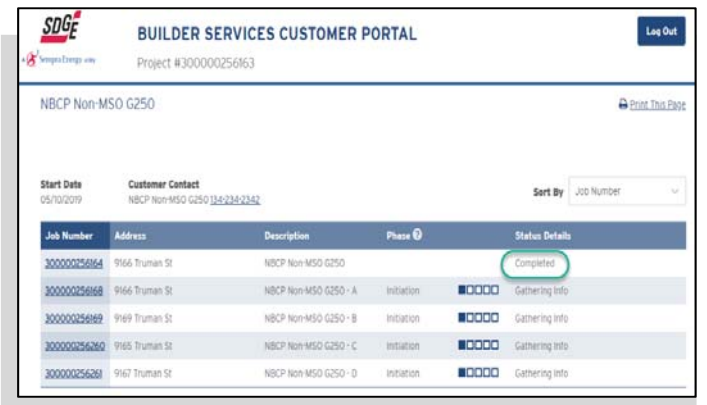 SDGE
BUILDER SERVICES CUSTOMER PORTAL
Log Out
A Sempra Energy utility
Project #300000256163
NBCP Non-MSO G250
Print This Page
Start Date
Customer Contact
05/10/2019
NBCP Non-MSO G250 134-234-2342
Sort By Job Number
Job Number Address Description Phase Status Details
300000256164 9166 Truman St NBCP Non-MSO G250 Completed
300000256168 9166 Truman St NBCP Non-MSO G250 - A Initiation Gathering Info
300000256169 9169 Truman St NBCP Non-MSO G250 - B Initiation Gathering Info
300000256260 9165 Truman St NBCP Non-MSO G250 - C Initiation Gathering Info
300000256261 9167 Truman St NBCP Non-MSO G250 - D Initiation Gathering Info